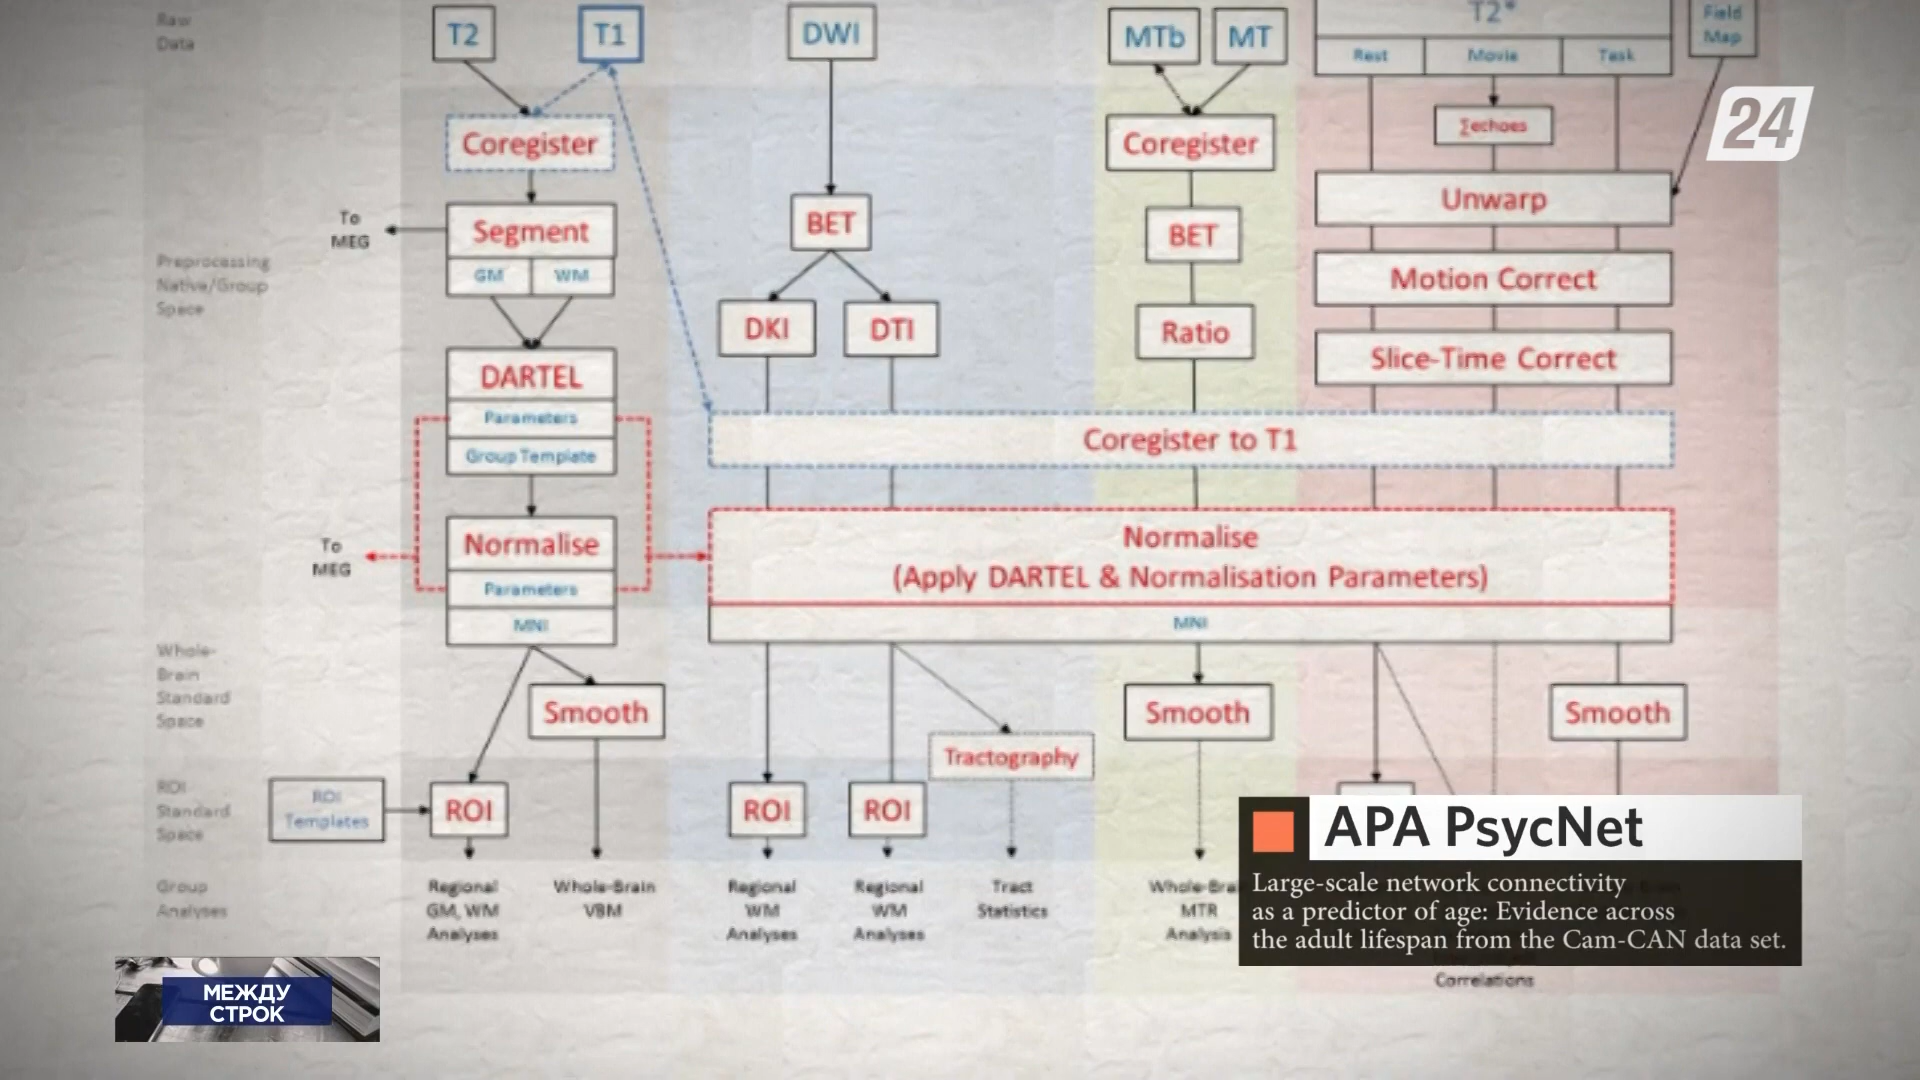 Raw
Data
T2
T1
DWI
MTb
MT
T2*
Rest
Movie
Task
Field
Map
Coregister
Coregister
∑echoes
Segment
GM
WM
To
MEG
BET
BET
Unwarp
Preprocessing
Native/Group
Space
Motion Correct
DKI
DTI
Ratio
Slice-Time Correct
DARTEL
Parameters
Group Template
Coregister to T1
Normalise
Parameters
MNI
To
MEG
Normalise
(Apply DARTEL & Normalisation Parameters)
MNI
Whole-
Brain
Standard
Space
Smooth
Smooth
Smooth
Tractography
ROI
Standard
Space
ROI
Templates
ROI
ROI
ROI
Group
Analyses
Regional
GM, WM
Analyses
Whole-Brain
VBM
Regional
WM
Analyses
Regional
WM
Analyses
Tract
Statistics
Whole-Bra
MTR
Analysis
Correlations
24
APA PsycNet
Large-scale network connectivity
as a predictor of age: Evidence across
the adult lifespan from the Cam-CAN data set.
МЕЖДУ
СТРОК